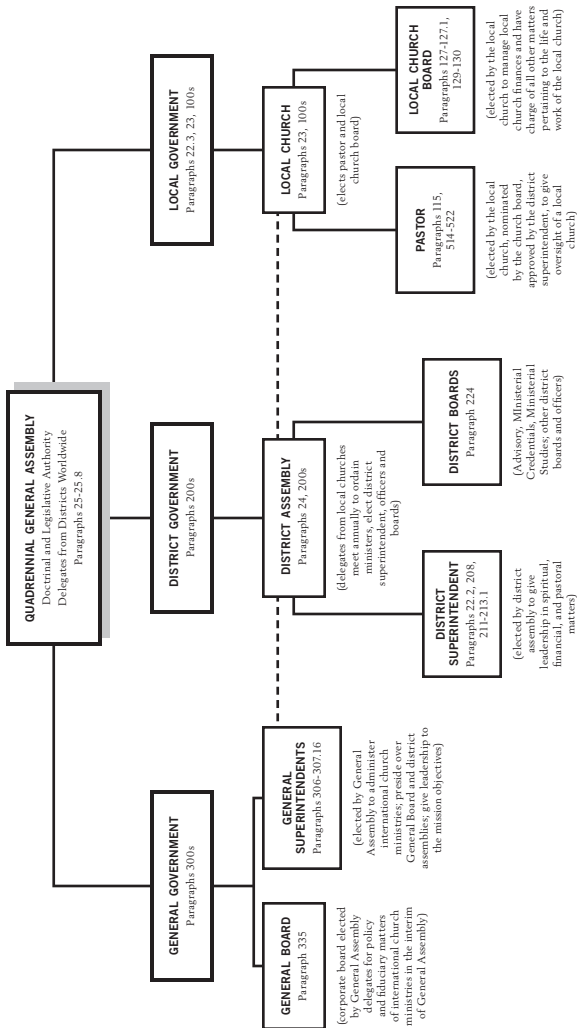 QUADRENNIAL GENERAL ASSEMBLY
Doctrinal and Legislative Authority
Delegates from Districts Worldwide
Paragraphs 25-25.8
GENERAL GOVERNMENT
Paragraphs 300s
DISTRICT GOVERNMENT
Paragraphs 200s
LOCAL GOVERNMENT
Paragraphs 22.3, 23, 100s
GENERAL BOARD
Paragraph 335
(corporate board elected
by General Assembly
delegates for policy
and fiduciary matters
of international church
ministries in the interim
of General Assembly)
GENERAL
SUPERINTENDENTS
Paragraphs 306-307.16
(elected by General
Assembly to administer
international church
ministries; preside over
General Board and district
assemblies; give leadership to
the mission objectives)
DISTRICT ASSEMBLY
Paragraphs 24, 200s
(delegates from local churches
meet annually to ordain
ministers, elect district
superintendent, officers and
boards)
LOCAL CHURCH
Paragraphs 23, 100s
(elects pastor and local
church board)
DISTRICT
SUPERINTENDENT
Paragraphs 22.2, 208,
211-213.1
(elected by district
assembly to give
leadership in spiritual,
financial, and pastoral
matters)
DISTRICT BOARDS
Paragraph 224
(Advisory, MInisterial
Credentials, Ministerial
Studies; other district
boards and officers)
PASTOR
Paragraphs 115,
514-522
(elected by the local
church, nominated
by the church board,
approved by the district
superintendent, to give
oversight of a local
church)
LOCAL CHURCH
BOARD
Paragraphs 127-127.1,
129-130
(elected by the local
church to manage local
church finances and have
charge of all other matters
pertaining to the life and
work of the local church)